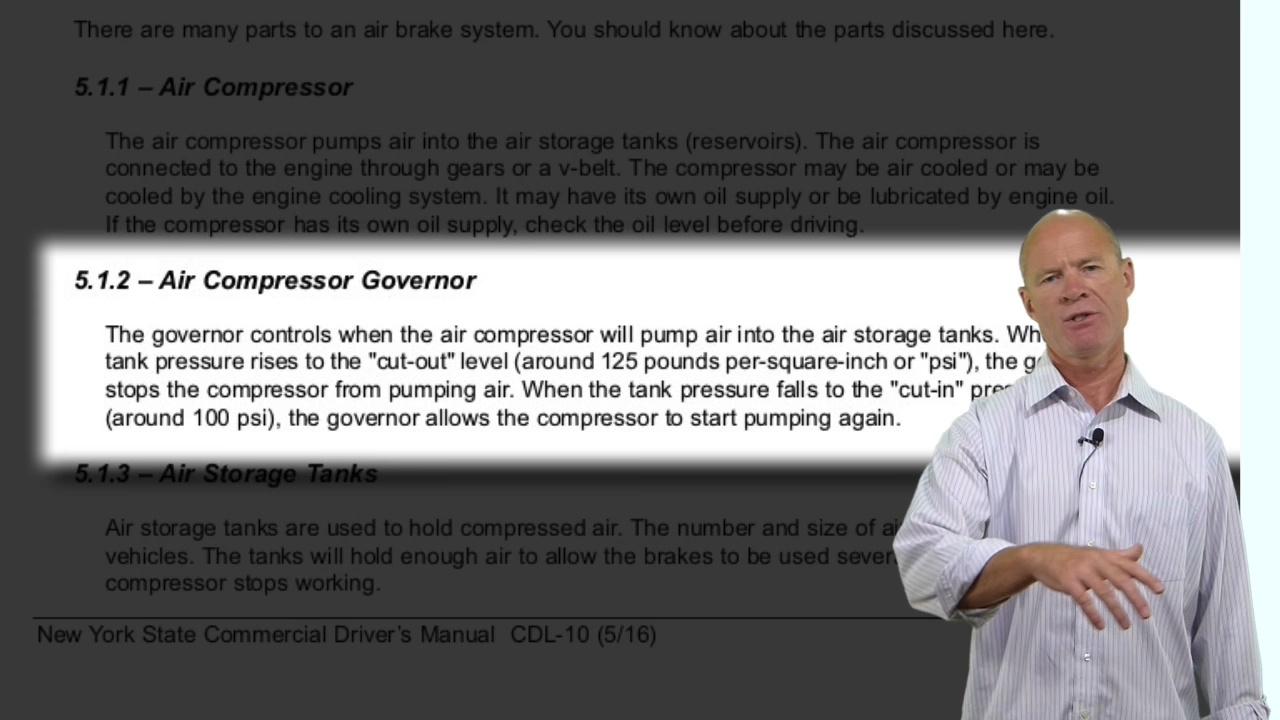 There are many parts to an air brake system. You should know about the parts discussed here.
5.1.1 – Air Compressor
The air compressor pumps air into the air storage tanks (reservoirs). The air compressor is
connected to the engine through gears or a v-belt. The compressor may be air cooled or may be
cooled by the engine cooling system. It may have its own oil supply or be lubricated by engine oil.
If the compressor has its own oil supply, check the oil level before driving.
5.1.2 – Air Compressor Governor
The governor controls when the air compressor will pump air into the air storage tanks.
tank pressure rises to the "cut-out" level (around 125 pounds per-square-inch or "psi"), the
stops the compressor from pumping air. When the tank pressure falls to the "cut-in"
(around 100 psi), the governor allows the compressor to start pumping again.
5.1.3 – Air Storage Tanks
Air storage tanks are used to hold compressed air. The number and size of
vehicles. The tanks will hold enough air to allow the brakes to be used
compressor stops working.
New York State Commercial Driver's Manual CDL-10 (5/16)